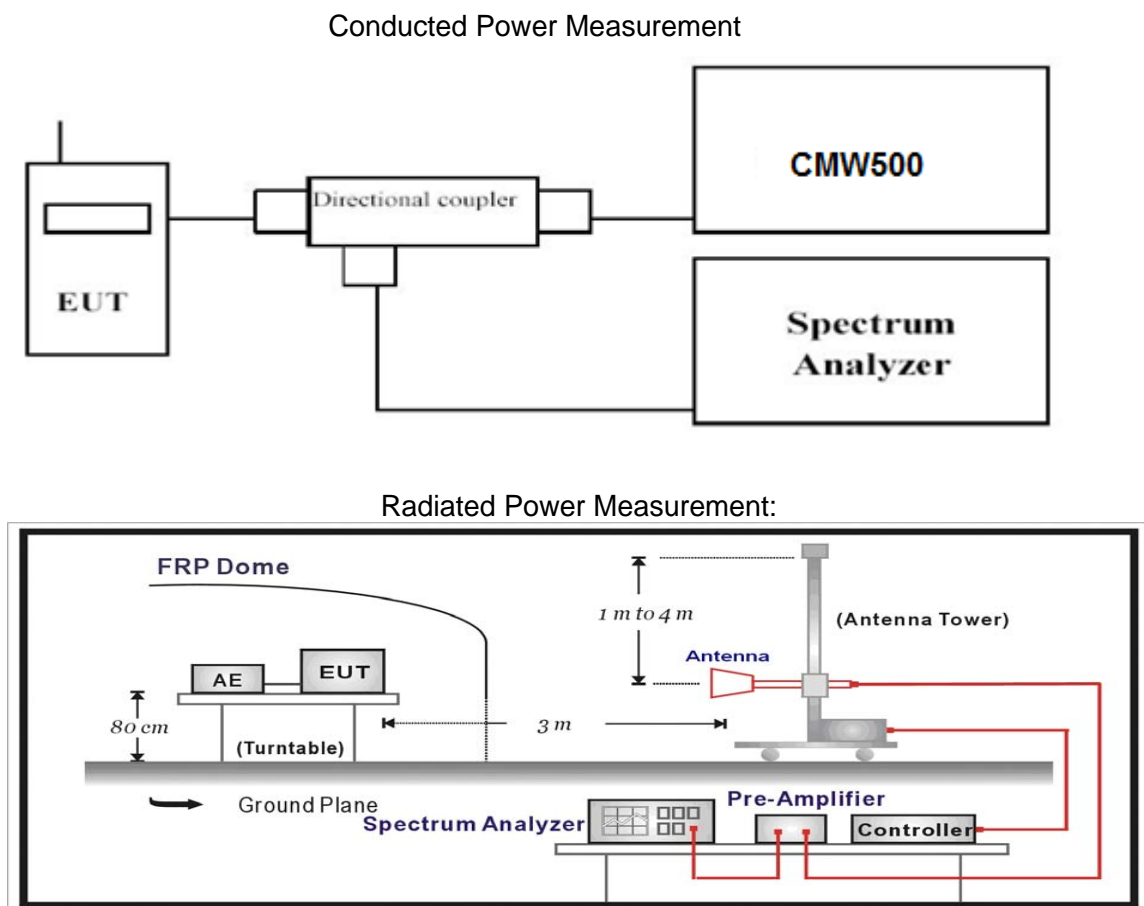 Conducted Power Measurement
CMW500
Directional coupler
EUT
Spectrum
Analyzer
Radiated Power Measurement:
FRP Dome
1 m to 4 m
(Antenna Tower)
Antenna
AE
EUT
80 cm
3 m
(Turntable)
Ground Plane
Pre-Amplifier
Spectrum Analyzer
Controller